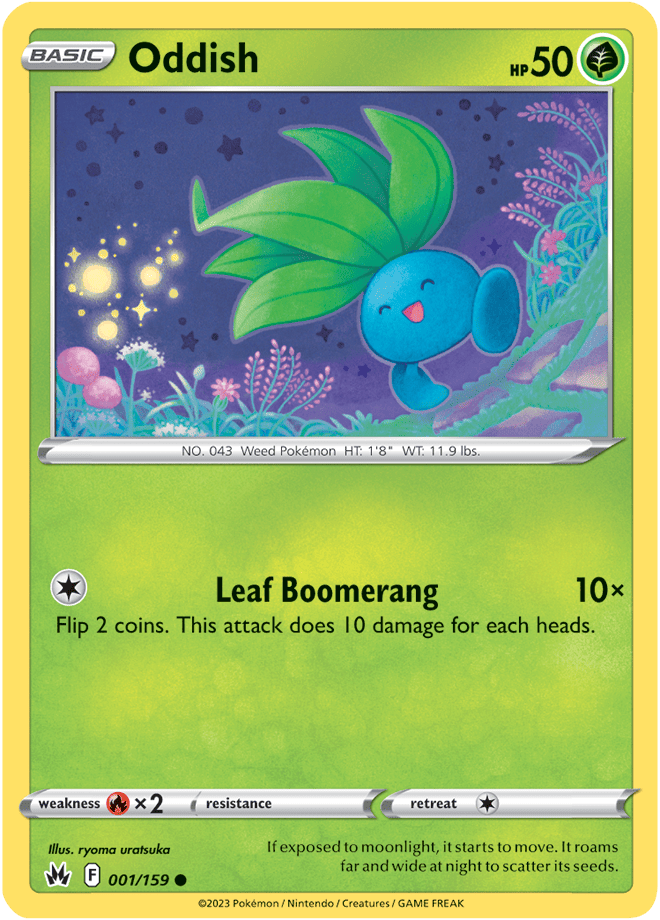 BASIC Oddish HP 50
NO. 043 Weed Pokémon HT: 1'8" WT: 11.9 lbs.
Leaf Boomerang 10×
Flip 2 coins. This attack does 10 damage for each heads.
weakness ×2 resistance retreat
Illus. ryoma uratsuka
If exposed to moonlight, it starts to move. It roams
far and wide at night to scatter its seeds.
F 001/159
©2023 Pokémon / Nintendo / Creatures / GAME FREAK